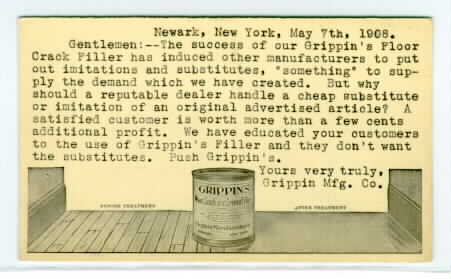 Newark, New York, May 7th, 1908.
Gentlemen:--The success of our Grippin's Floor
Crack Filler has induced other manufacturers to put
out imitations and substitutes, "something" to sup-
ply the demand which we have created. But why
should a reputable dealer handle a cheap substitute
or imitation of an original advertised article? A
satisfied customer is worth more than a few cents
additional profit. We have educated your customers
to the use of Grippin's Filler and they don't want
the substitutes. Push Grippin's.
Yours very truly,
Grippin Mfg. Co.
GRIPPIN'S
BEFORE TREATMENT
AFTER TREATMENT